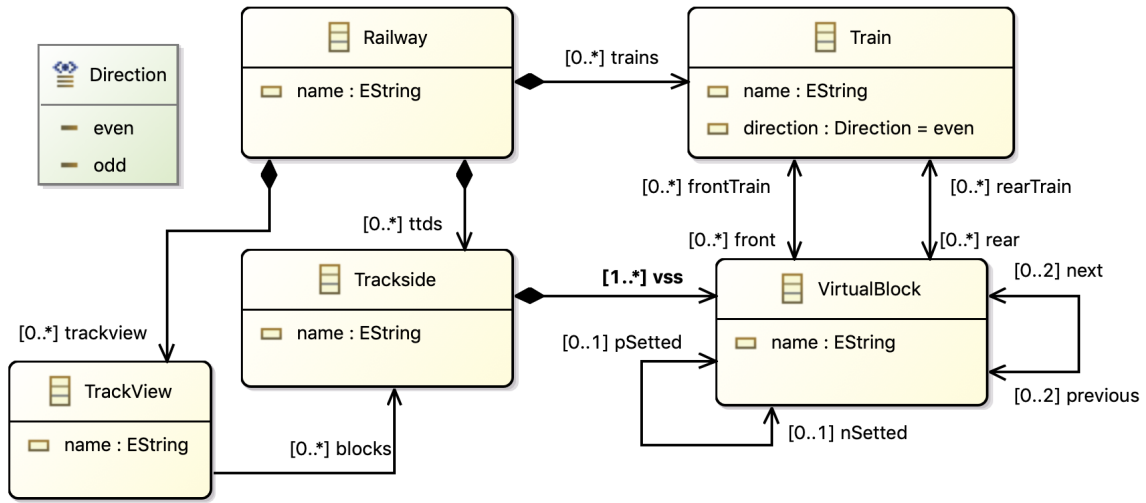 Railway
name : EString
[0..*] trains
Train
name : EString
direction : Direction = even
Direction
even
odd
[0..*] frontTrain
[0..*] rearTrain
[0..*] ttds
[0..*] front
[0..*] rear
Trackside
name : EString
[1..*] vss
VirtualBlock
name : EString
[0..2] next
[0..2] previous
[0..1] pSetted
[0..1] nSetted
[0..*] trackview
TrackView
name : EString
[0..*] blocks